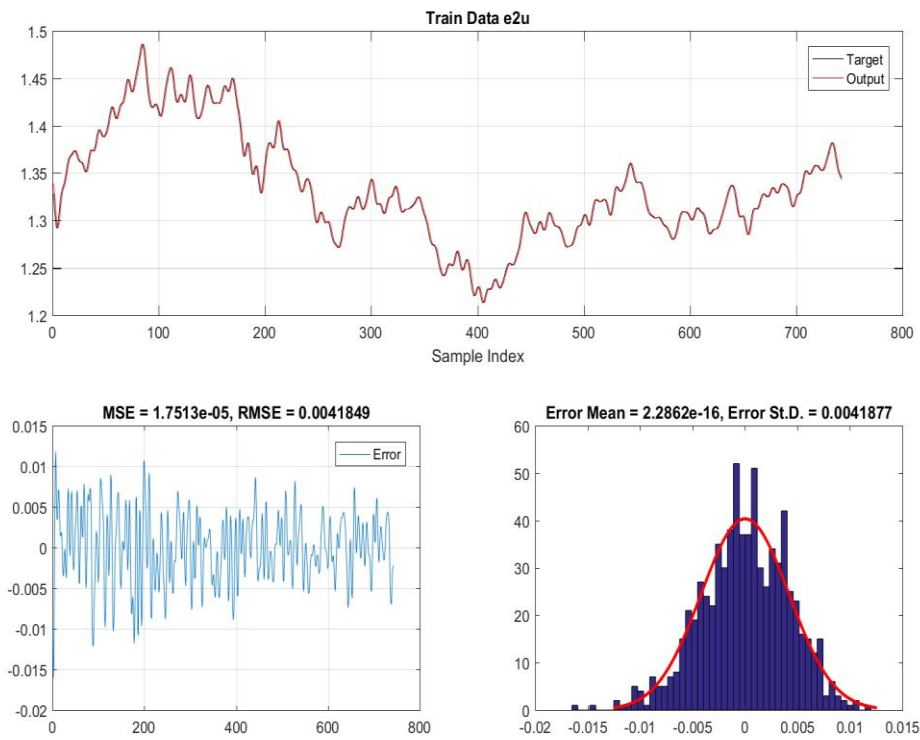 Train Data e2u
1.5
1.45
1.4
1.35
1.3
1.25
1.2
Target
Output
0 100 200 300 400 500 600 700 800
Sample Index
MSE = 1.7513e-05, RMSE = 0.0041849
0.015
0.01
0.005
0
-0.005
-0.01
-0.015
-0.02
Error
0 200 400 600 800
Error Mean = 2.2862e-16, Error St.D. = 0.0041877
60
50
40
30
20
10
0
-0.02 -0.015 -0.01 -0.005 0 0.005 0.01 0.015